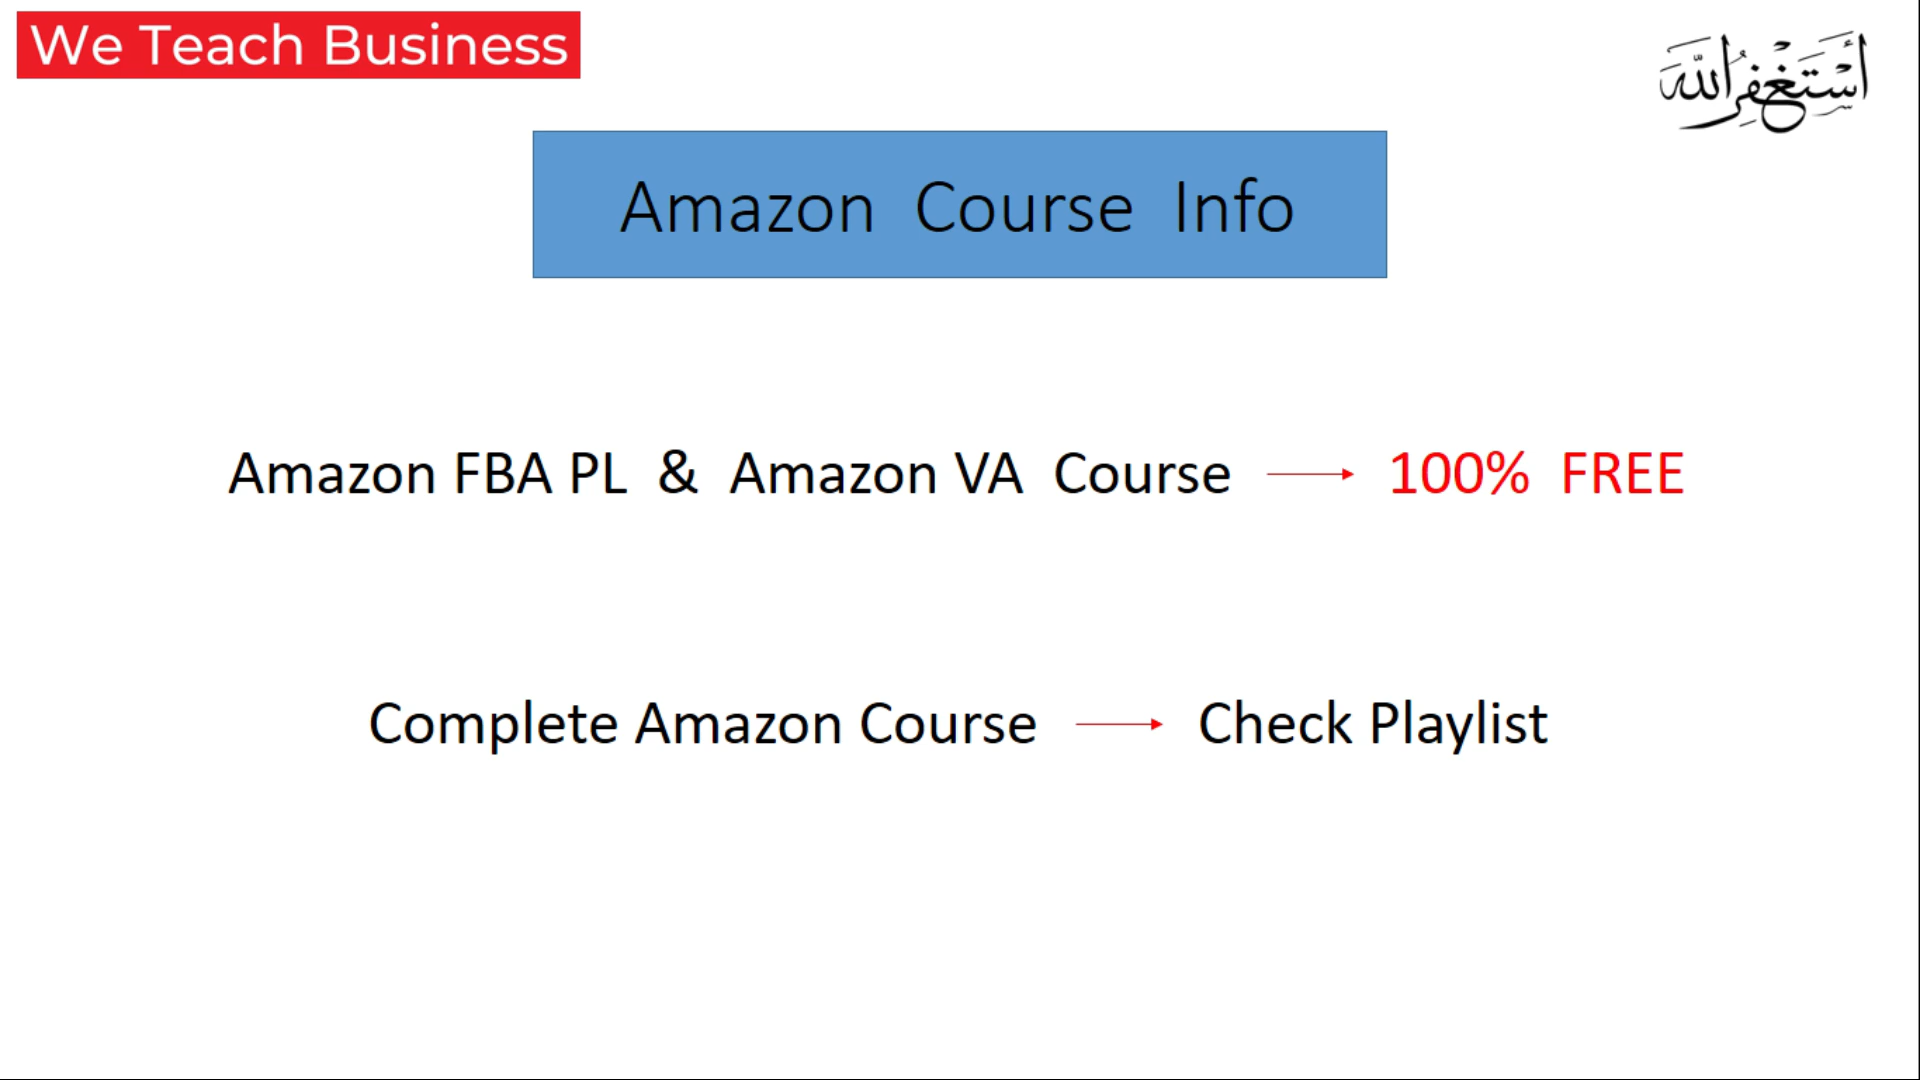 We Teach Business
أَسْتَغْفِرُ اللّٰه
Amazon Course Info
Amazon FBA PL & Amazon VA Course → 100% FREE
Complete Amazon Course → Check Playlist